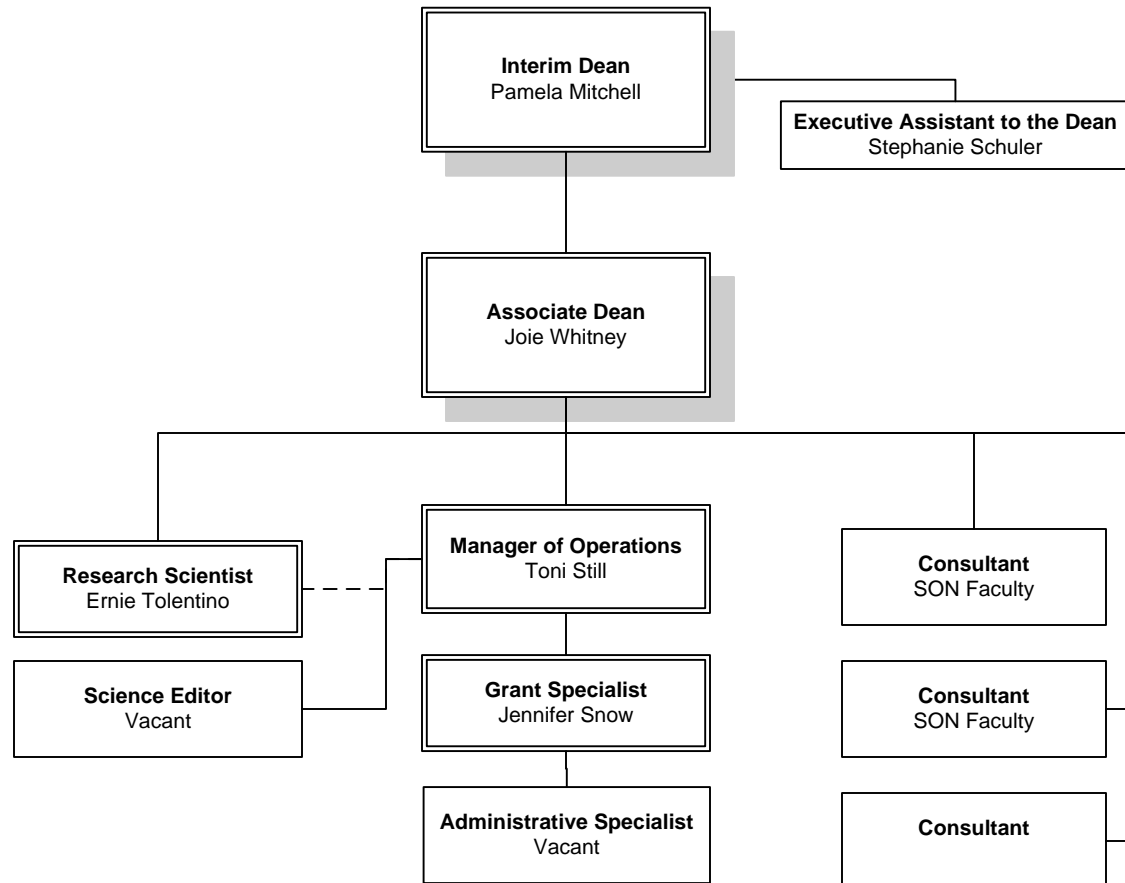 Interim Dean
Pamela Mitchell
Executive Assistant to the Dean
Stephanie Schuler
Associate Dean
Joie Whitney
Manager of Operations
Toni Still
Research Scientist
Ernie Tolentino
Consultant
SON Faculty
Science Editor
Vacant
Grant Specialist
Jennifer Snow
Consultant
SON Faculty
Administrative Specialist
Vacant
Consultant